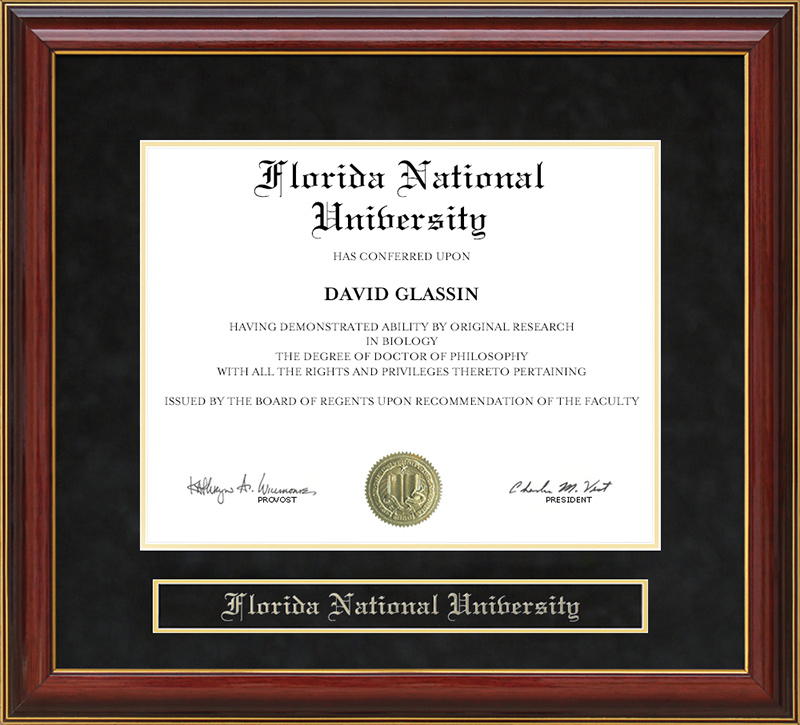 Florida National
University
HAS CONFERRED UPON
DAVID GLASSIN
HAVING DEMONSTRATED ABILITY BY ORIGINAL RESEARCH
IN BIOLOGY
THE DEGREE OF DOCTOR OF PHILOSOPHY
WITH ALL THE RIGHTS AND PRIVILEGES THERETO PERTAINING
ISSUED BY THE BOARD OF REGENTS UPON RECOMMENDATION OF THE FACULTY
Charles M. Vest
PROVOST
PRESIDENT
Florida National University